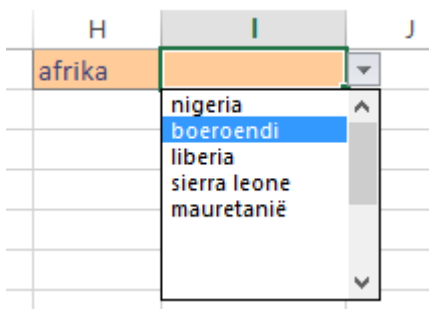 H I J
afrika
nigeria
boeroendi
liberia
sierra leone
mauretanië